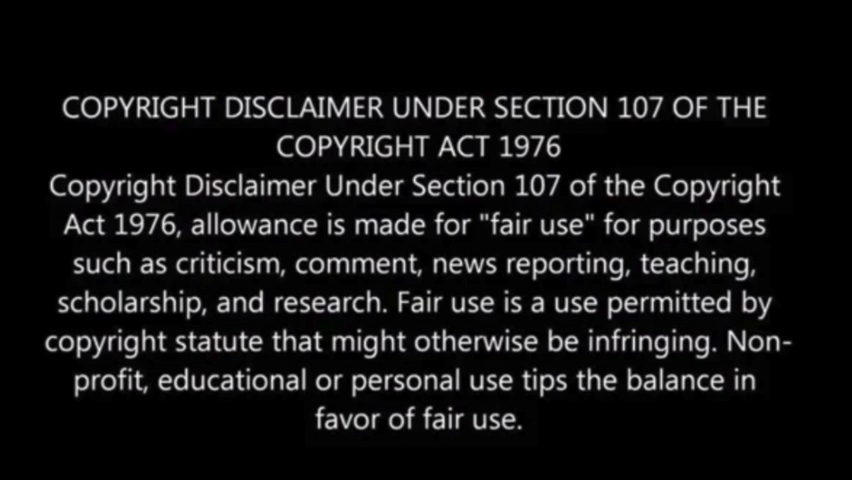 COPYRIGHT DISCLAIMER UNDER SECTION 107 OF THE
COPYRIGHT ACT 1976
Copyright Disclaimer Under Section 107 of the Copyright
Act 1976, allowance is made for "fair use" for purposes
such as criticism, comment, news reporting, teaching,
scholarship, and research. Fair use is a use permitted by
copyright statute that might otherwise be infringing. Non-
profit, educational or personal use tips the balance in
favor of fair use.